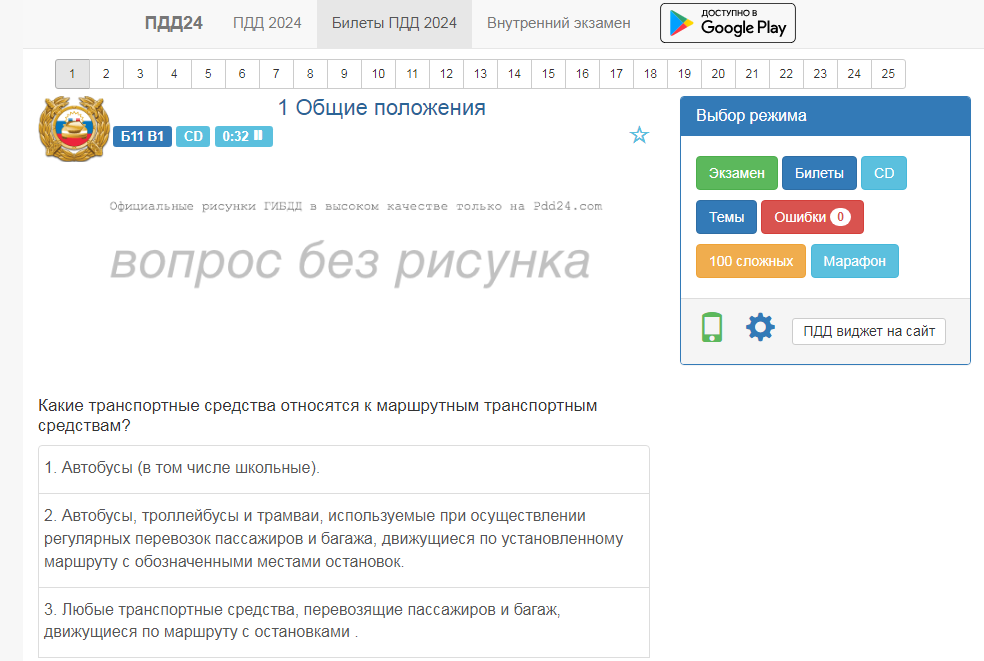 ПДД24 ПДД 2024 Билеты ПДД 2024 Внутренний экзамен ДОСТУПНО В Google Play
1 2 3 4 5 6 7 8 9 10 11 12 13 14 15 16 17 18 19 20 21 22 23 24 25
1 Общие положения
Б11 В1 CD 0:32
Официальные рисунки ГИБДД в высоком качестве только на Pdd24.com
вопрос без рисунка
Какие транспортные средства относятся к маршрутным транспортным
средствам?
1. Автобусы (в том числе школьные).
2. Автобусы, троллейбусы и трамваи, используемые при осуществлении
регулярных перевозок пассажиров и багажа, движущиеся по установленному
маршруту с обозначенными местами остановок.
3. Любые транспортные средства, перевозящие пассажиров и багаж,
движущиеся по маршруту с остановками .
Выбор режима
Экзамен Билеты CD
Темы Ошибки 0
100 сложных Марафон
ПДД виджет на сайт